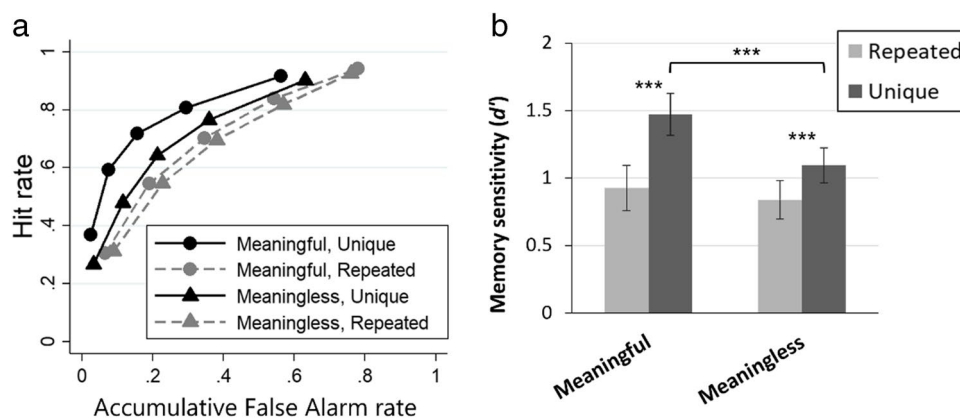 a
Hit rate
1
.8
.6
.4
.2
0
0
.2
.4
.6
.8
1
Accumulative False Alarm rate
Meaningful, Unique
Meaningful, Repeated
Meaningless, Unique
Meaningless, Repeated
b
Memory sensitivity (d')
2
1.5
1
0.5
0
***
***
***
Repeated
Unique
Meaningful
Meaningless